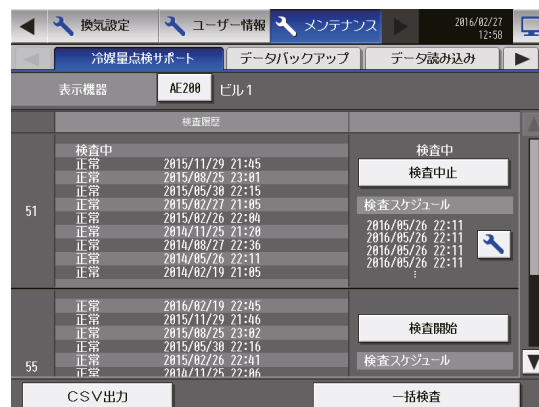 換気設定 ユーザー情報 メンテナンス 2016/02/27 12:58
冷媒量点検サポート データバックアップ データ読み込み
表示機器 AE200 ビル1
検査履歴
51
検査中
正常 2015/11/29 21:45
正常 2015/08/25 23:01
正常 2015/05/30 22:15
正常 2015/02/27 21:05
正常 2015/02/26 22:04
正常 2014/11/25 21:20
正常 2014/08/27 22:36
正常 2014/05/26 22:11
正常 2014/02/19 21:05
検査中
検査中止
検査スケジュール
2016/05/26 22:11
2016/05/26 22:11
2016/05/26 22:11
2016/05/26 22:11
55
正常 2016/02/19 22:45
正常 2015/11/29 21:46
正常 2015/08/25 23:02
正常 2015/05/30 22:16
正常 2015/02/26 22:41
正常 2014/11/25 22:06
検査開始
検査スケジュール
CSV出力 一括検査